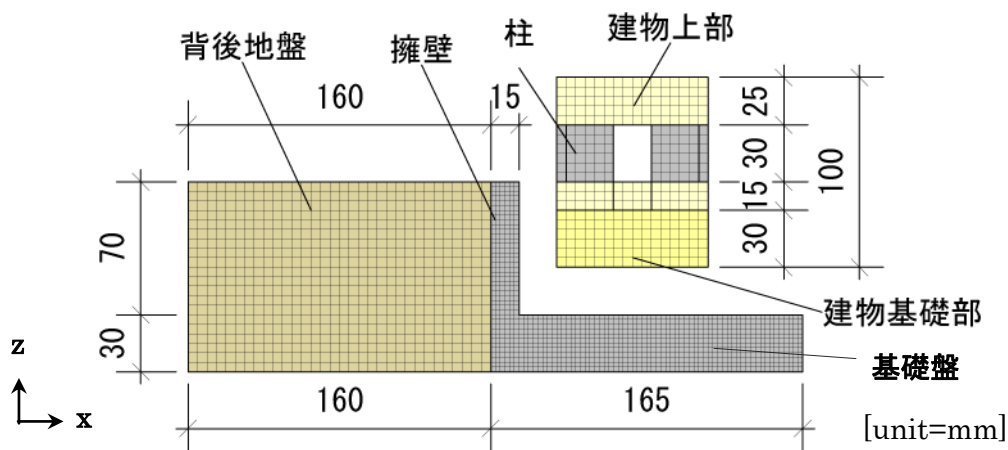 背後地盤
擁壁
柱
建物上部
160
15
25
30
15
30
100
70
30
建物基礎部
基礎盤
z
x
160
165
[unit=mm]